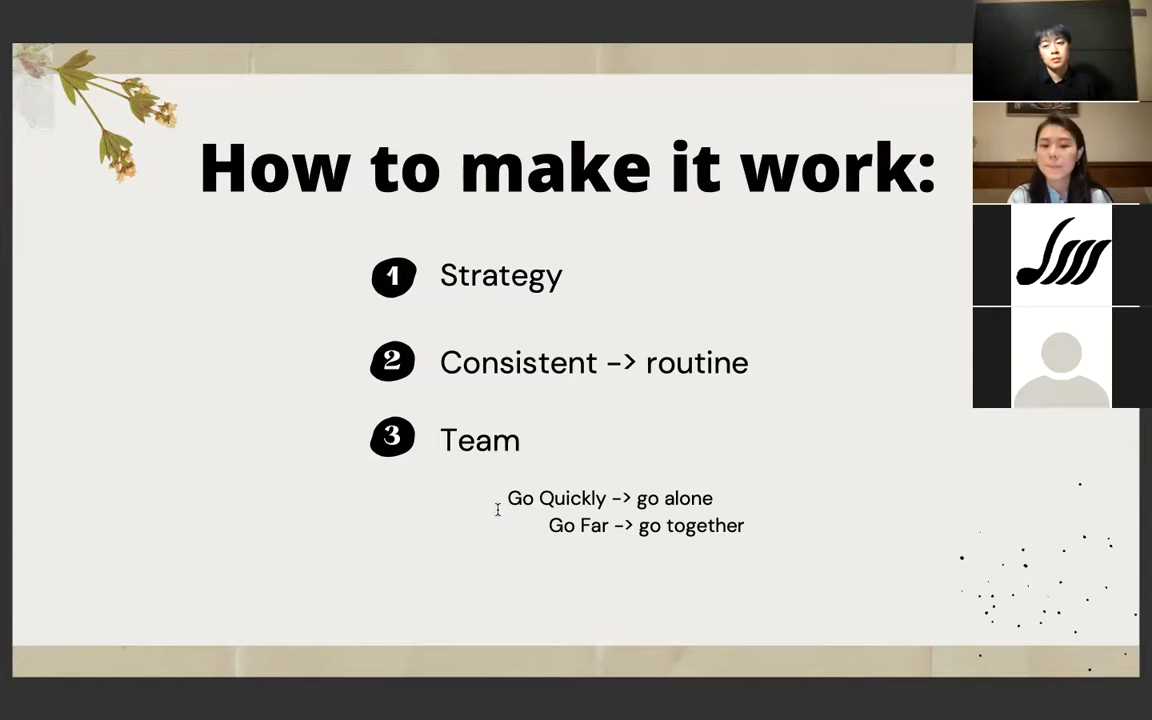 How to make it work:
1 Strategy
2 Consistent -> routine
3 Team
Go Quickly -> go alone
Go Far -> go together